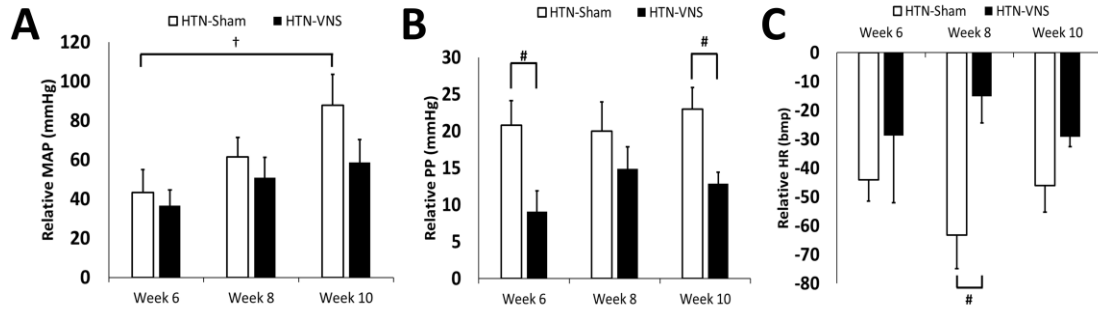 A
HTN-Sham HTN-VNS
†
Relative MAP (mmHg)
120
100
80
60
40
20
0
Week 6 Week 8 Week 10
B
HTN-Sham HTN-VNS
# #
Relative PP (mmHg)
30
25
20
15
10
5
0
Week 6 Week 8 Week 10
C
HTN-Sham HTN-VNS
Week 6 Week 8 Week 10
Relative HR (bmp)
0
-10
-20
-30
-40
-50
-60
-70
-80
#